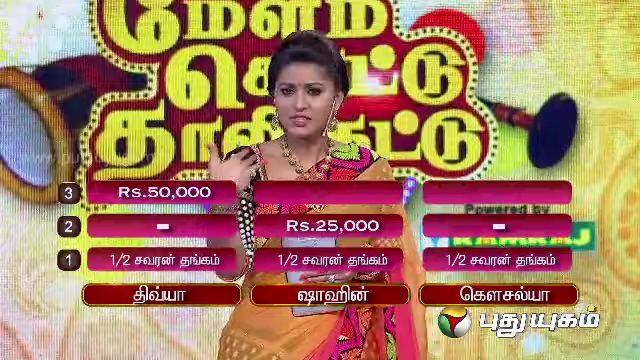 மேளம்
கொட்டு
தாலி கட்டு
Powered by
RAMRAJ
3 Rs.50,000
2 - Rs.25,000 -
1 1/2 சவரன் தங்கம் 1/2 சவரன் தங்கம் 1/2 சவரன் தங்கம்
திவ்யா ஷாஹின் கௌசல்யா
புதுயுகம்